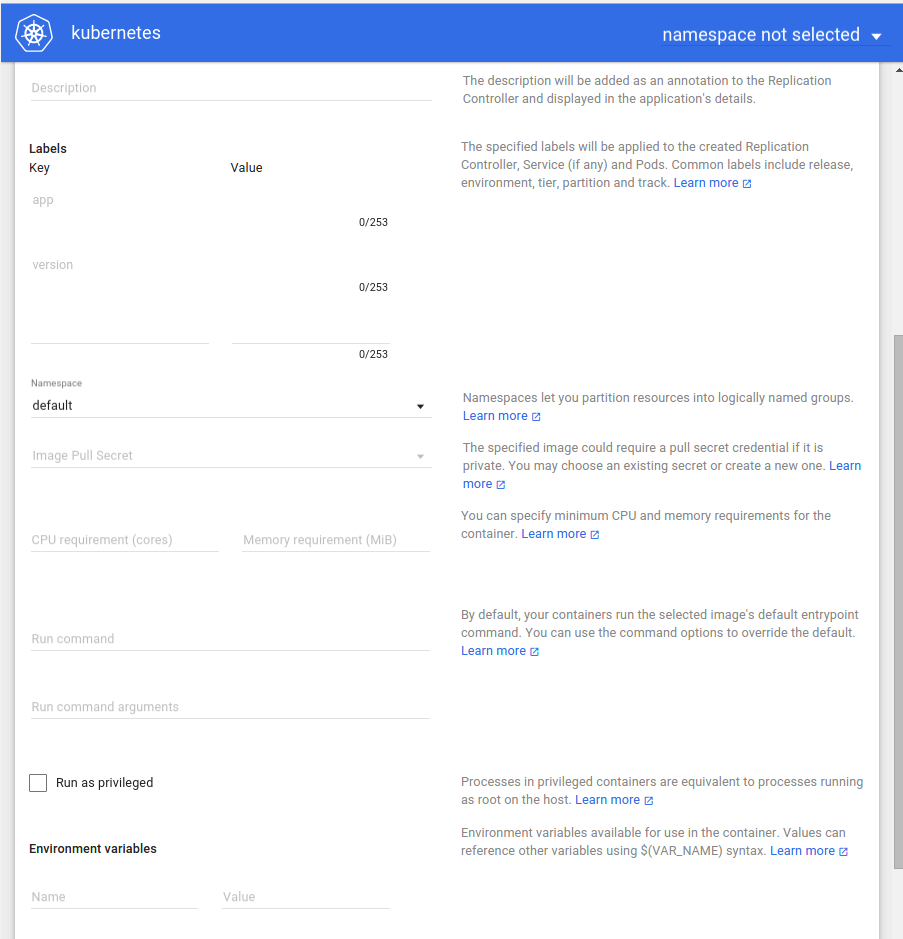 kubernetes
namespace not selected
Description
The description will be added as an annotation to the Replication
Controller and displayed in the application's details.
Labels
Key
Value
The specified labels will be applied to the created Replication
Controller, Service (if any) and Pods. Common labels include release,
environment, tier, partition and track. Learn more
app
0/253
version
0/253
0/253
Namespace
default
Namespaces let you partition resources into logically named groups.
Learn more
Image Pull Secret
The specified image could require a pull secret credential if it is
private. You may choose an existing secret or create a new one. Learn
more
CPU requirement (cores)
Memory requirement (MiB)
You can specify minimum CPU and memory requirements for the
container. Learn more
Run command
By default, your containers run the selected image's default entrypoint
command. You can use the command options to override the default.
Learn more
Run command arguments
Run as privileged
Processes in privileged containers are equivalent to processes running
as root on the host. Learn more
Environment variables
Environment variables available for use in the container. Values can
reference other variables using $(VAR_NAME) syntax. Learn more
Name
Value